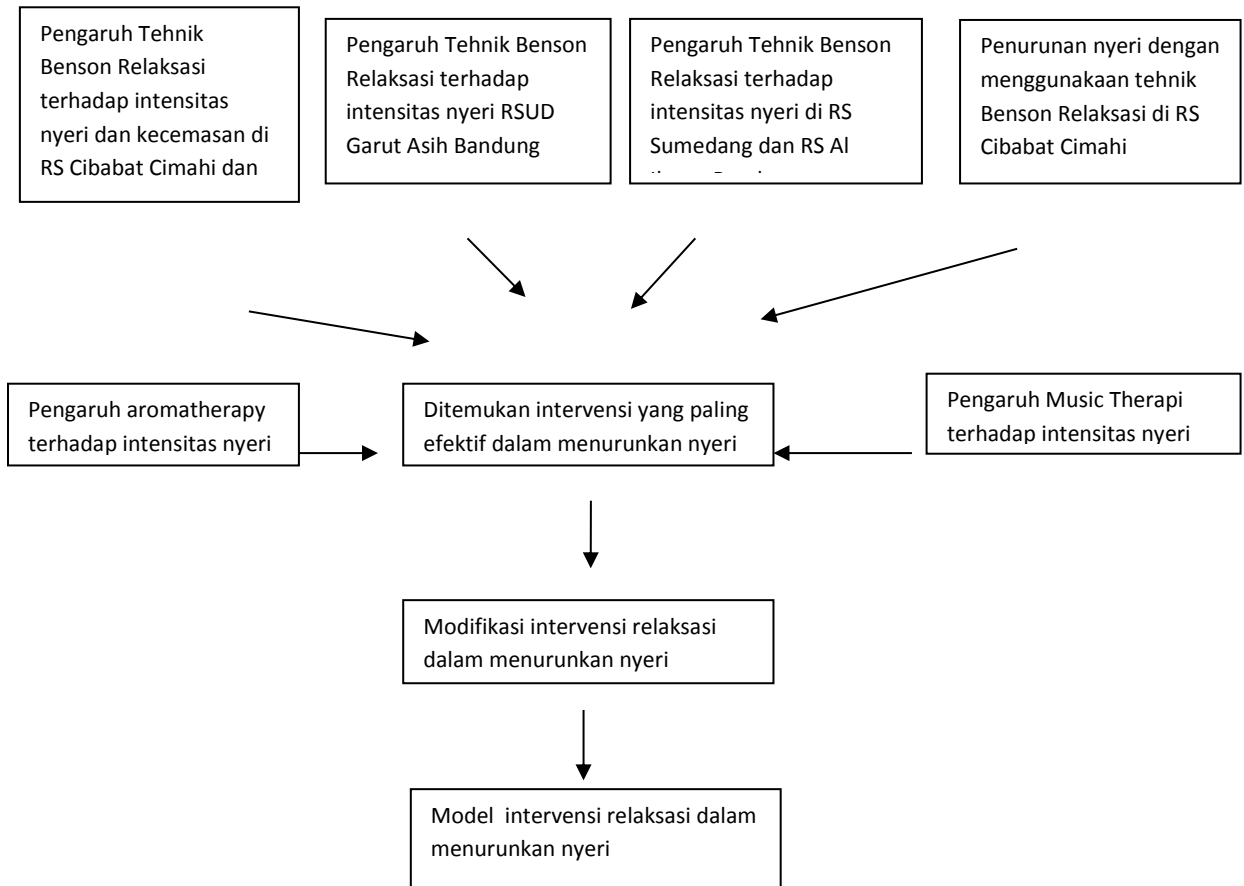 Pengaruh Tehnik
Benson Relaksasi
terhadap intensitas
nyeri dan kecemasan di
RS Cibabat Cimahi dan
Pengaruh Tehnik Benson
Relaksasi terhadap
intensitas nyeri RSUD
Garut Asih Bandung
Pengaruh Tehnik Benson
Relaksasi terhadap
intensitas nyeri di RS
Sumedang dan RS Al
Penurunan nyeri dengan
menggunakaan tehnik
Benson Relaksasi di RS
Cibabat Cimahi
Pengaruh aromatherapy
terhadap intensitas nyeri
Ditemukan intervensi yang paling
efektif dalam menurunkan nyeri
Pengaruh Music Therapi
terhadap intensitas nyeri
Modifikasi intervensi relaksasi
dalam menurunkan nyeri
Model intervensi relaksasi dalam
menurunkan nyeri